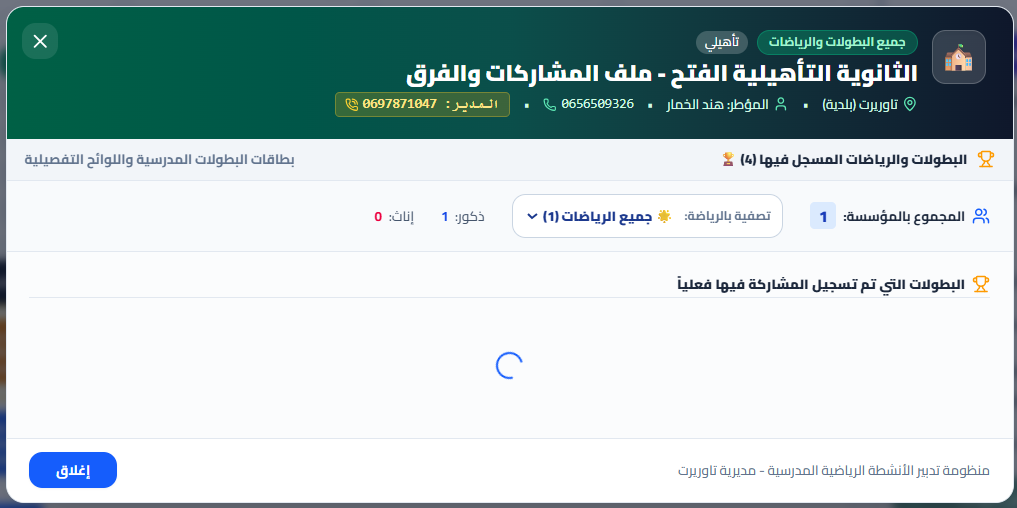 جميع البطولات والرياضات تأهيلي
الثانوية التأهيلية الفتح - ملف المشاركات والفرق
تاوريرت (بلدية) • المؤطر: هند الخمار • 0656509326 • المدير: 0697871047
البطولات والرياضات المسجل فيها (4)
بطاقات البطولات المدرسية واللوائح التفصيلية
المجموع بالمؤسسة: 1 تصفية بالرياضة: جميع الرياضات (1) ذكور: 1 إناث: 0
البطولات التي تم تسجيل المشاركة فيها فعلياً
منظومة تدبير الأنشطة الرياضية المدرسية - مديرية تاوريرت
إغلاق